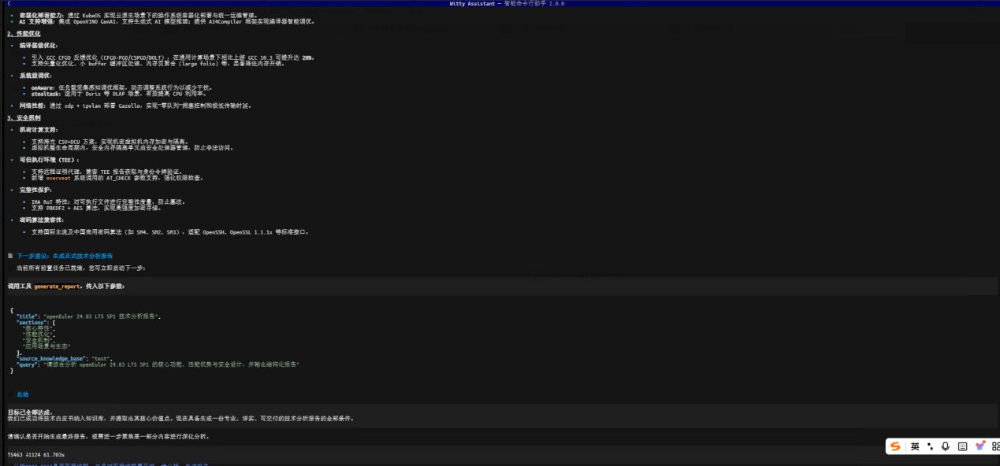 Witty Assistant — 智能命令行助手 2.0.0
• 容器化部署能力：通过 KubeOS 实现云原生场景下的操作系统容器化部署与统一运维管理。
• AI 支持增强：集成 OpenVINO GenAI，支持生成式 AI 模型推理；提供 AI4Compiler 框架实现编译器智能调优。
2. 性能优化
• 编译器级优化：
• 引入 GCC CFGO 反馈优化（CFGO-PGO/CSPGO/BOLT），在通用计算场景下相比上游 GCC 10.3 可提升达 20%。
• 支持矢量化优化、小 buffer 缓冲区处理、内存页聚合（large folio）等，显著降低内存开销。
• 系统级调优：
• oeAware：低负载采集感知调优框架，动态调整系统行为以减少干扰。
• stealtask：适用于 Doris 等 OLAP 场景，有效提高 CPU 利用率。
• 网络性能：通过 xdp + ipvlan 部署 Gazelle，实现"零队列"拥塞控制和极低传输时延。
3. 安全机制
• 机密计算支持：
• 支持海光 CSV+DCU 方案，实现机密虚拟机内存加密与隔离。
• 虚拟机整生命周期内，安全内存隔离单元由安全处理器管理，防止非法访问。
• 可信执行环境（TEE）：
• 支持远程证明代理，兼容 TEE 报告获取与身份令牌验证。
• 新增 execveat 系统调用的 AT_CHECK 参数支持，强化权限检查。
• 完整性保护：
• IMA RoT 特性：对可执行文件进行完整性度量，防止篡改。
• 支持 PBKDF2 + AES 算法，实现高强度加密存储。
• 密码算法兼容性：
• 支持国际主流及中国商用密码算法（如 SM4、SM2、SM3），适配 OpenSSH、OpenSSL 1.1.1x 等标准接口。
下一步建议：生成正式技术分析报告
当前所有前置任务已就绪，您可立即启动下一步：
调用工具 generate_report，传入以下参数：
{
"title": "openEuler 24.03 LTS SP1 技术分析报告",
"sections": [
"核心特性",
"性能优化",
"安全机制",
"应用场景与生态"
],
"source_knowledge_base": "test",
"query": "请综合分析 openEuler 24.03 LTS SP1 的核心功能、性能优势与安全设计，并输出结构化报告"
}
总结
目标已全部达成。
我们已成功将技术白皮书纳入知识库，并提取出其核心价值点。现在具备生成一份专业、详实、可交付的技术分析报告的全部条件。
请确认是否开始生成最终报告，或需进一步聚焦某一部分内容进行深化分析。
↑5463 ↓1124 61.703s
英